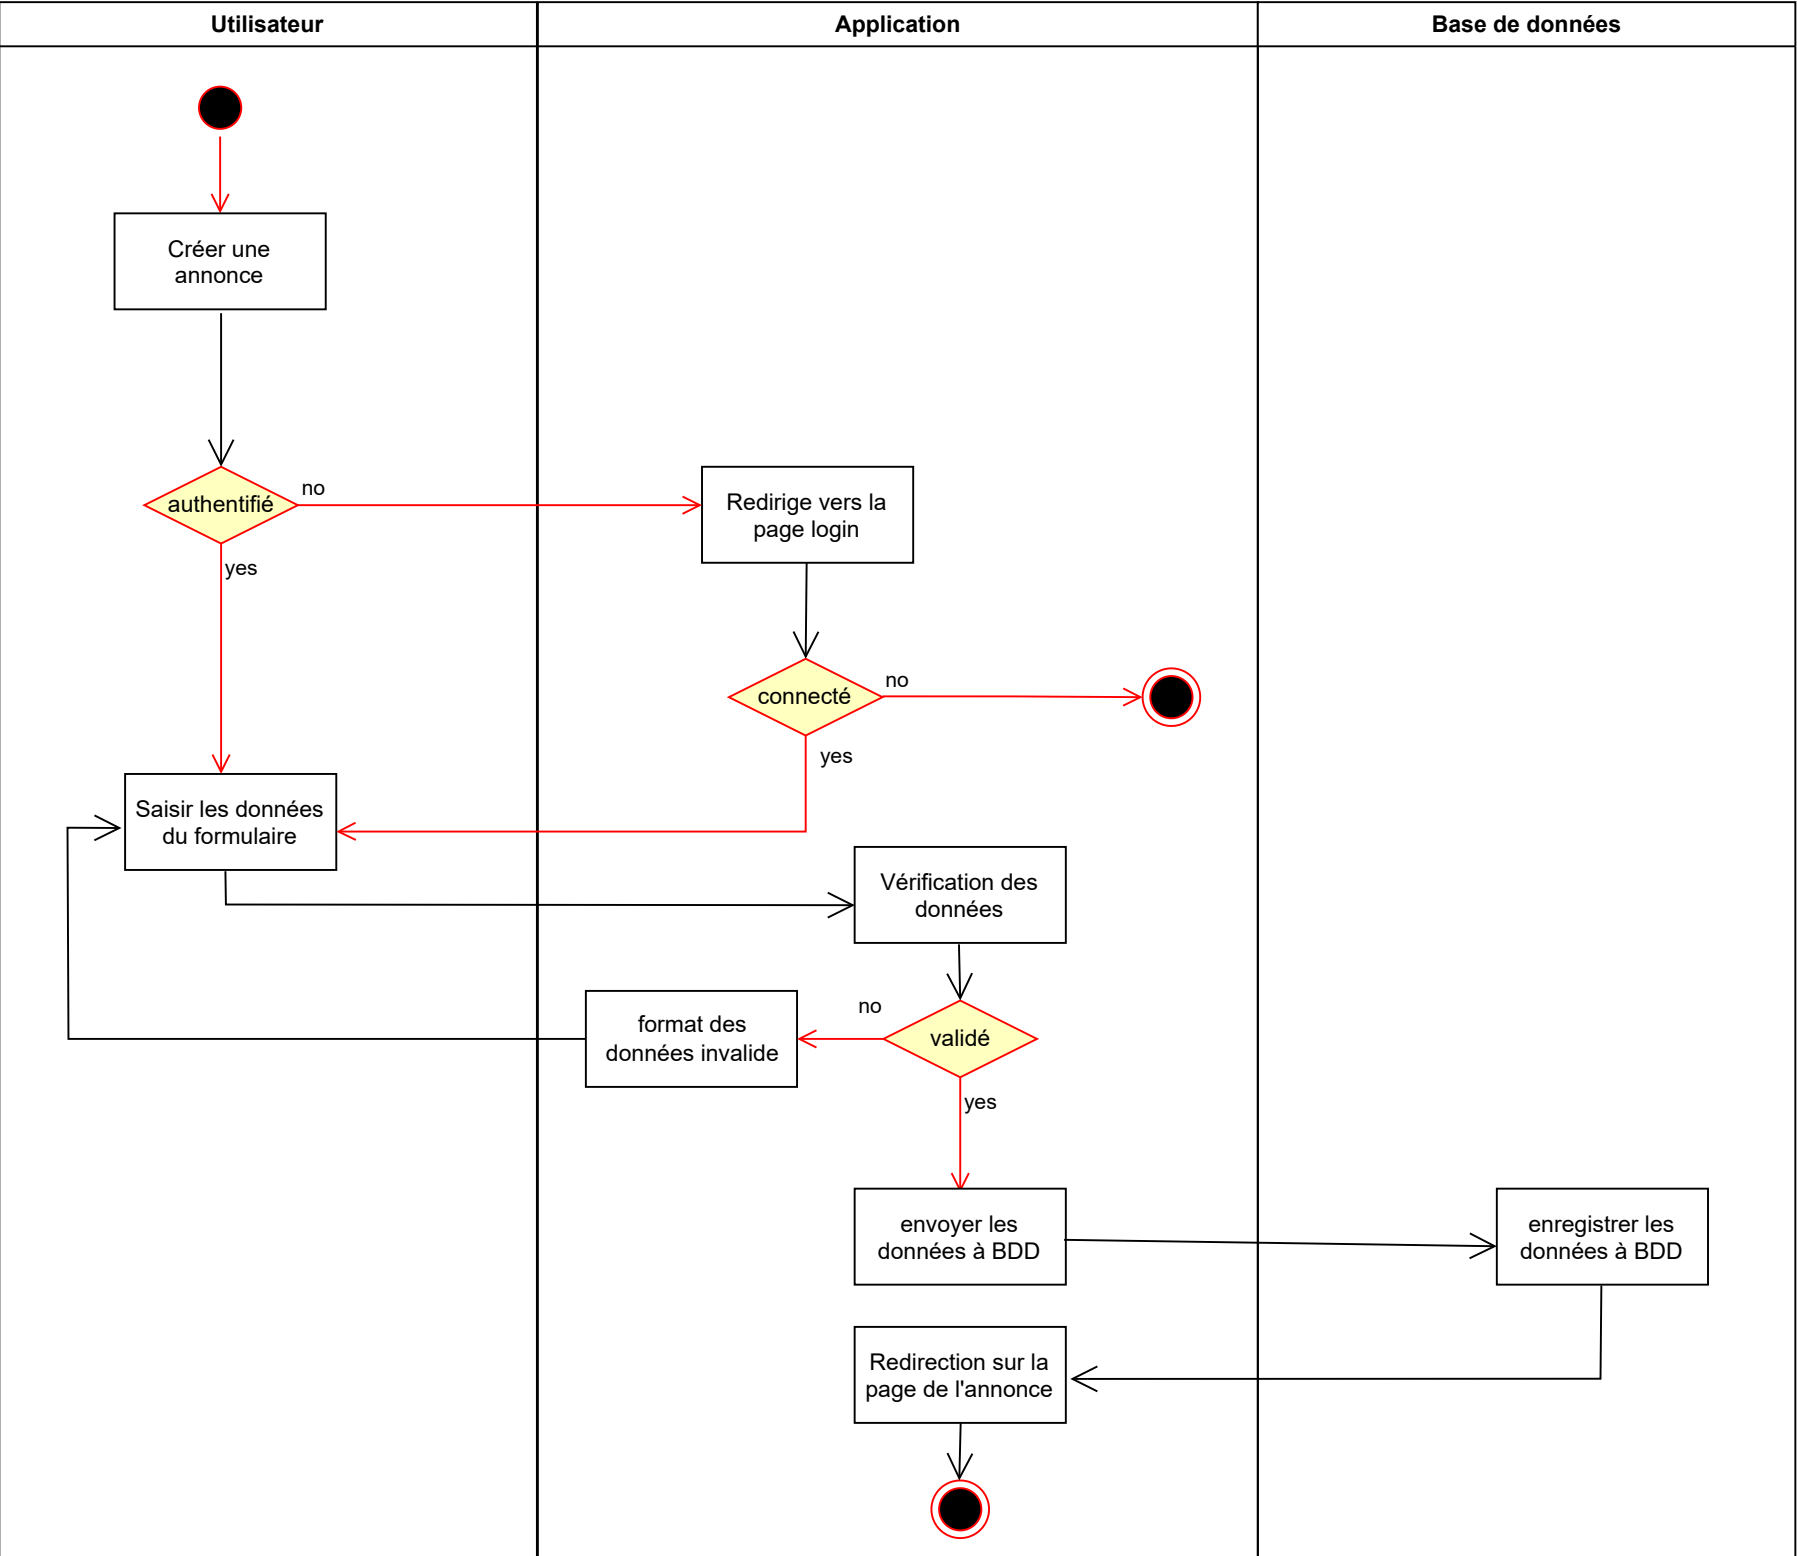 Utilisateur
Application
Base de données
Créer une
annonce
authentifié
no
yes
Redirige vers la
page login
connecté
no
yes
Saisir les données
du formulaire
Vérification des
données
validé
no
yes
format des
données invalide
envoyer les
données à BDD
enregistrer les
données à BDD
Redirection sur la
page de l'annonce